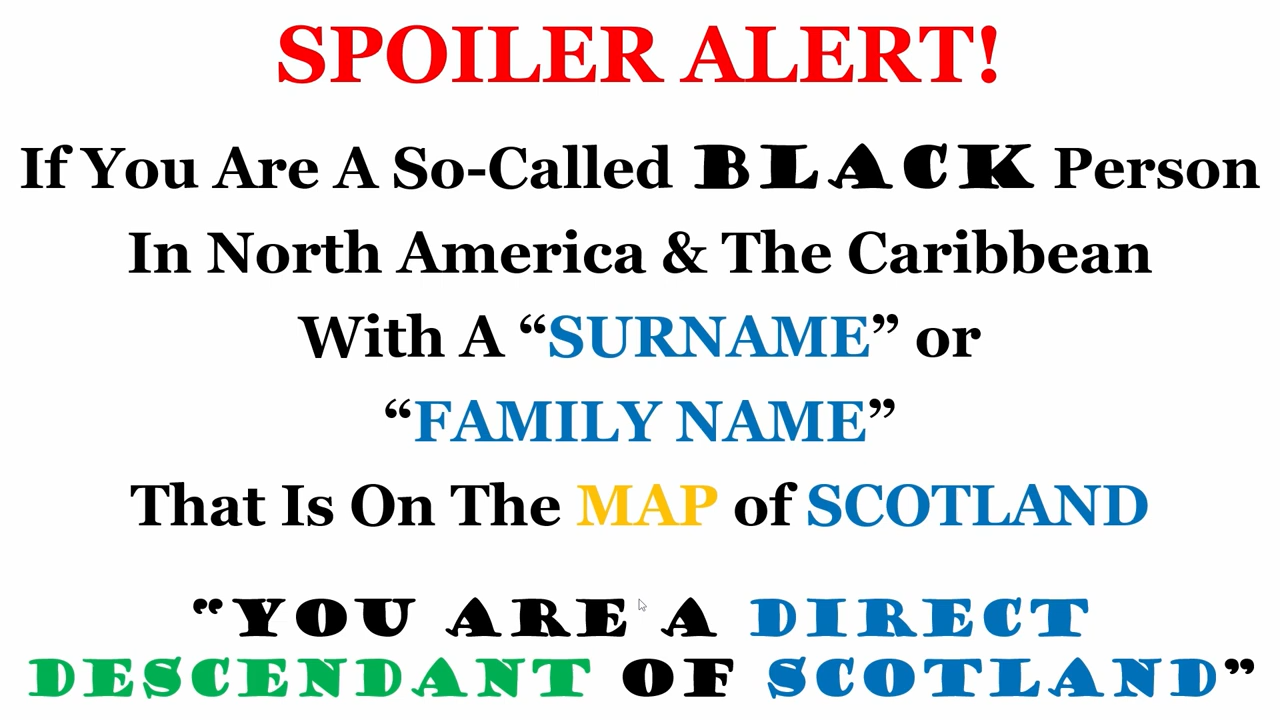 SPOILER ALERT!
If You Are A So-Called BLACK Person
In North America & The Caribbean
With A “SURNAME” or
“FAMILY NAME”
That Is On The MAP of SCOTLAND
“YOU ARE A DIRECT
DESCENDANT OF SCOTLAND”